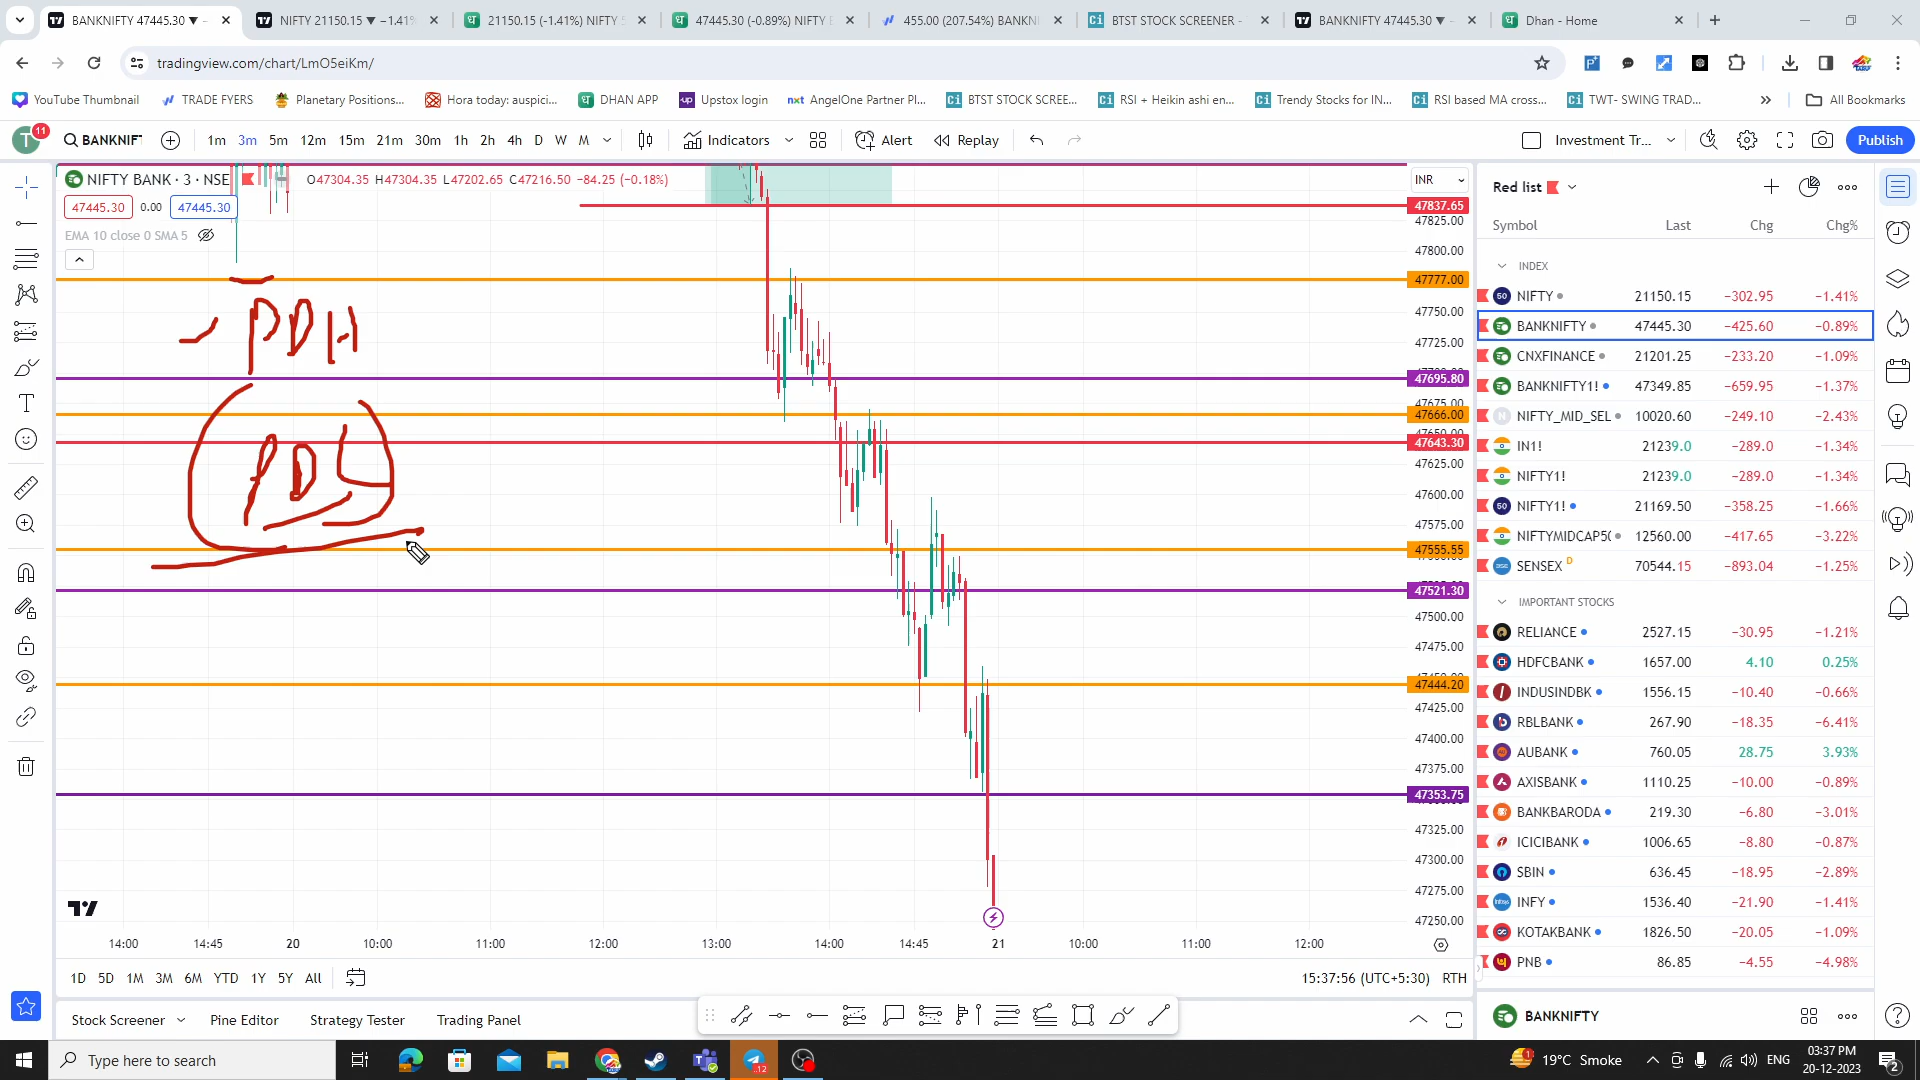 BANKNIFTY 47445.30 ▼ −
NIFTY 21150.15 ▼ −1.41%
21150.15 (-1.41%) NIFTY 5
47445.30 (-0.89%) NIFTY B
455.00 (207.54%) BANKNI
BTST STOCK SCREENER -
BANKNIFTY 47445.30 ▼ -
Dhan - Home
tradingview.com/chart/LmO5eiKm/
YouTube Thumbnail
TRADE FYERS
Planetary Positions...
Hora today: auspici...
DHAN APP
Upstox login
AngelOne Partner Pl...
BTST STOCK SCREE...
RSI + Heikin ashi en...
Trendy Stocks for IN...
RSI based MA cross...
TWT- SWING TRAD...
All Bookmarks
T 11 BANKNIF 1m 3m 5m 12m 15m 21m 30m 1h 2h 4h D W M Indicators Alert Replay Investment Tr... Publish
NIFTY BANK · 3 · NSE O47304.35 H47304.35 L47202.65 C47216.50 −84.25 (−0.18%)
INR
47445.30 0.00 47445.30
EMA 10 close 0 SMA 5
PDH
PDL
47837.65
47825.00
47800.00
47777.00
47750.00
47725.00
47695.80
47675.00
47666.00
47643.30
47625.00
47600.00
47575.00
47555.55
47521.30
47500.00
47475.00
47444.20
47425.00
47400.00
47375.00
47353.75
47325.00
47300.00
47275.00
47250.00
14:00 14:45 20 10:00 11:00 12:00 13:00 14:00 14:45 21 10:00 11:00 12:00
1D 5D 1M 3M 6M YTD 1Y 5Y All
15:37:56 (UTC+5:30) RTH
Stock Screener Pine Editor Strategy Tester Trading Panel
Red list
Symbol Last Chg Chg%
INDEX
NIFTY 21150.15 −302.95 −1.41%
BANKNIFTY 47445.30 −425.60 −0.89%
CNXFINANCE 21201.25 −233.20 −1.09%
BANKNIFTY1! 47349.85 −659.95 −1.37%
NIFTY_MID_SEL 10020.60 −249.10 −2.43%
IN1! 21239.0 −289.0 −1.34%
NIFTY1! 21239.0 −289.0 −1.34%
NIFTY1! 21169.50 −358.25 −1.66%
NIFTYMIDCAP5( 12560.00 −417.65 −3.22%
SENSEX D 70544.15 −893.04 −1.25%
IMPORTANT STOCKS
RELIANCE 2527.15 −30.95 −1.21%
HDFCBANK 1657.00 4.10 0.25%
INDUSINDBK 1556.15 −10.40 −0.66%
RBLBANK 267.90 −18.35 −6.41%
AUBANK 760.05 28.75 3.93%
AXISBANK 1110.25 −10.00 −0.89%
BANKBARODA 219.30 −6.80 −3.01%
ICICIBANK 1006.65 −8.80 −0.87%
SBIN 636.45 −18.95 −2.89%
INFY 1536.40 −21.90 −1.41%
KOTAKBANK 1826.50 −20.05 −1.09%
PNB 86.85 −4.55 −4.98%
BANKNIFTY
Type here to search
19°C Smoke
ENG
03:37 PM
20-12-2023